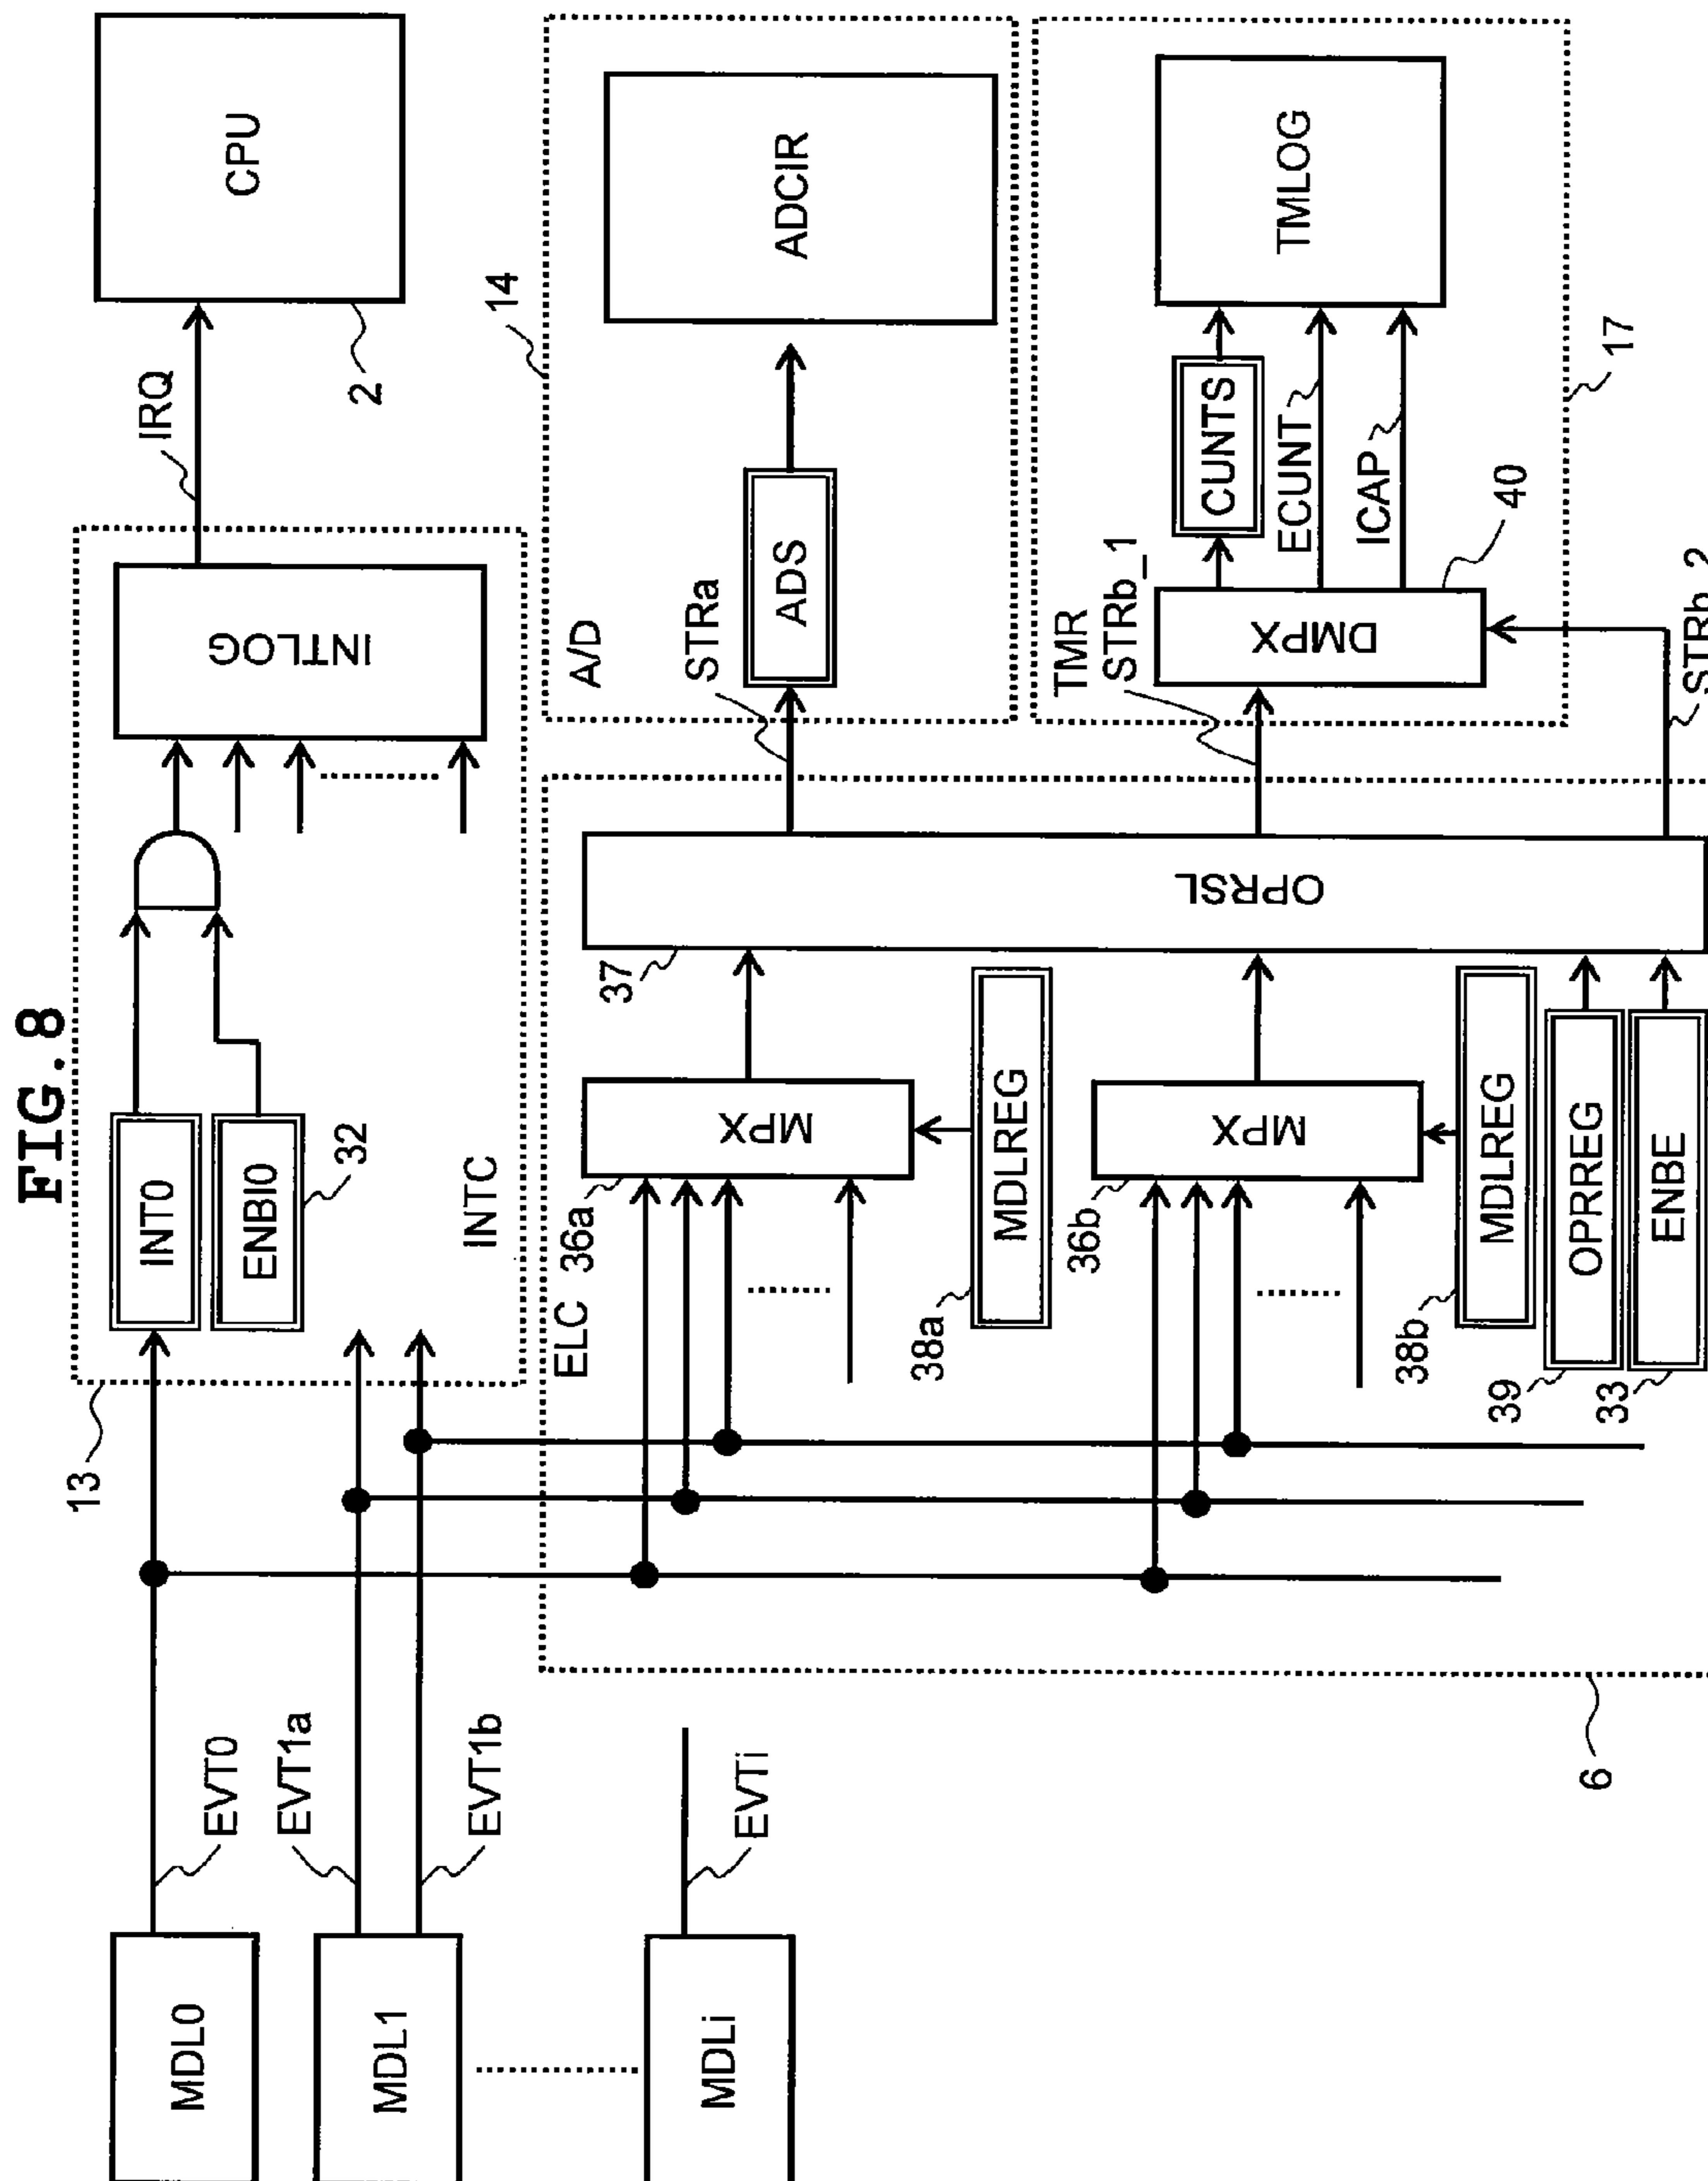 FIG.8
MDL0
EVT0
MDL1
EVT1a
EVT1b
MDLi
EVTi
13
INT0
ENBI0
32
INTC
INTLOG
IRQ
CPU
2
6
ELC
36a
MPX
MDLREG
38a
36b
MPX
MDLREG
38b
OPRREG
39
ENBE
33
37
OPRSL
A/D
14
STRa
ADS
ADCIR
TMR
STRb_1
DMPX
40
CUNTS
ECUNT
ICAP
TMLOG
17
STRb_2